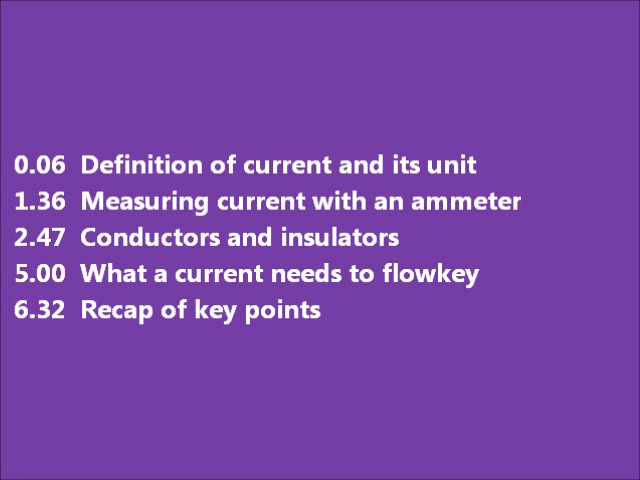 0.06 Definition of current and its unit
1.36 Measuring current with an ammeter
2.47 Conductors and insulators
5.00 What a current needs to flowkey
6.32 Recap of key points